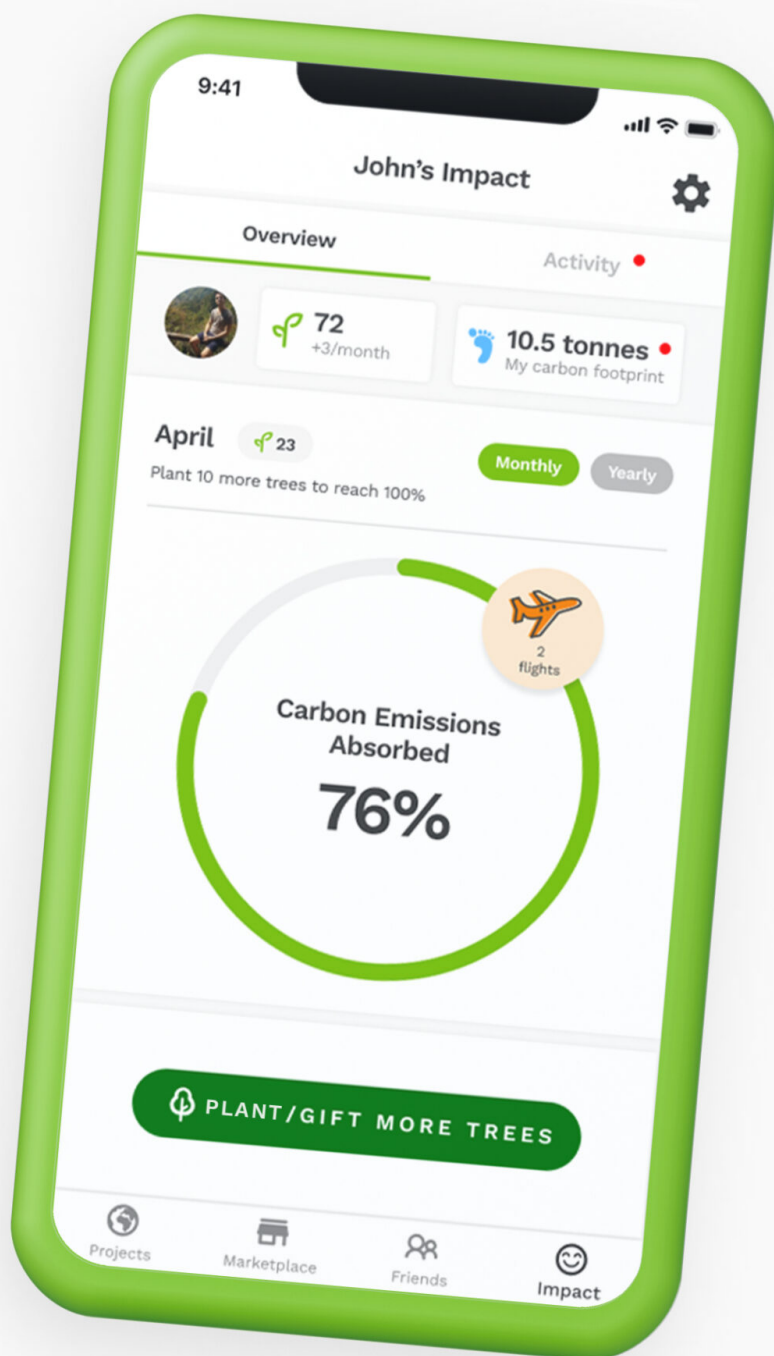 9:41
John’s Impact
Overview
Activity
72
+3/month
10.5 tonnes
My carbon footprint
April
23
Monthly
Yearly
Plant 10 more trees to reach 100%
2
flights
Carbon Emissions
Absorbed
76%
PLANT/GIFT MORE TREES
Projects
Marketplace
Friends
Impact